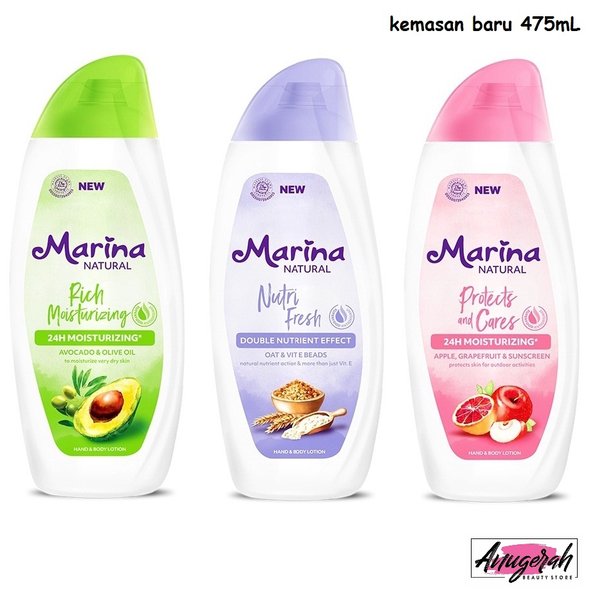 kemasan baru 475mL
NEW
Marina
NATURAL
Rich
Moisturizing
24H MOISTURIZING*
AVOCADO & OLIVE OIL
to moisturize very dry skin
HAND & BODY LOTION
NEW
Marina
NATURAL
Nutri
Fresh
DOUBLE NUTRIENT EFFECT
OAT & VIT E BEADS
natural nutrient action & more than just Vit. E
HAND & BODY LOTION
NEW
Marina
NATURAL
Protects
and Cares
24H MOISTURIZING*
APPLE, GRAPEFRUIT & SUNSCREEN
protects skin for outdoor activities
HAND & BODY LOTION
Anugerah
BEAUTY STORE